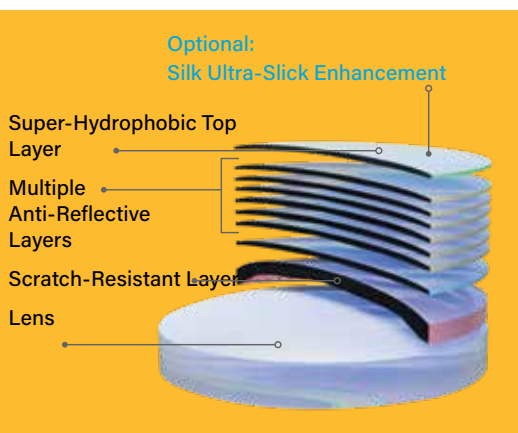 Optional:
Silk Ultra-Slick Enhancement
Super-Hydrophobic Top
Layer
Multiple
Anti-Reflective
Layers
Scratch-Resistant Layer
Lens